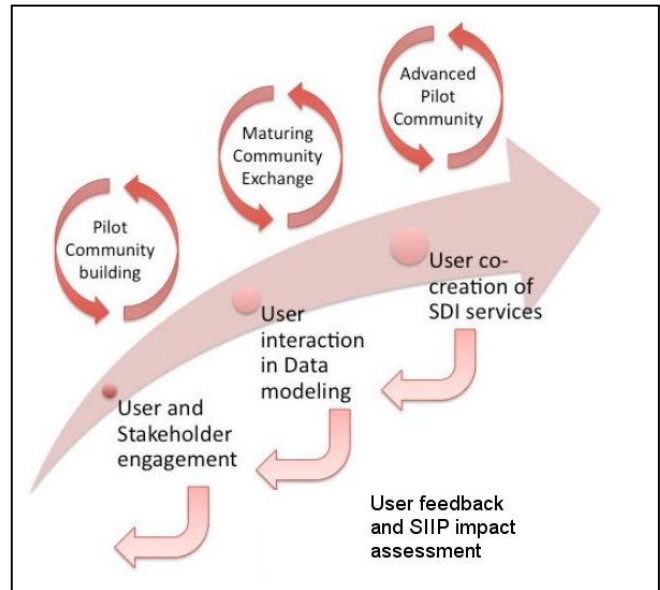 Advanced
Pilot
Community
Maturing
Community
Exchange
Pilot
Community
building
User co-
creation of
SDI services
User
interaction
in Data
modeling
User and
Stakeholder
engagement
User feedback
and SIIP impact
assessment